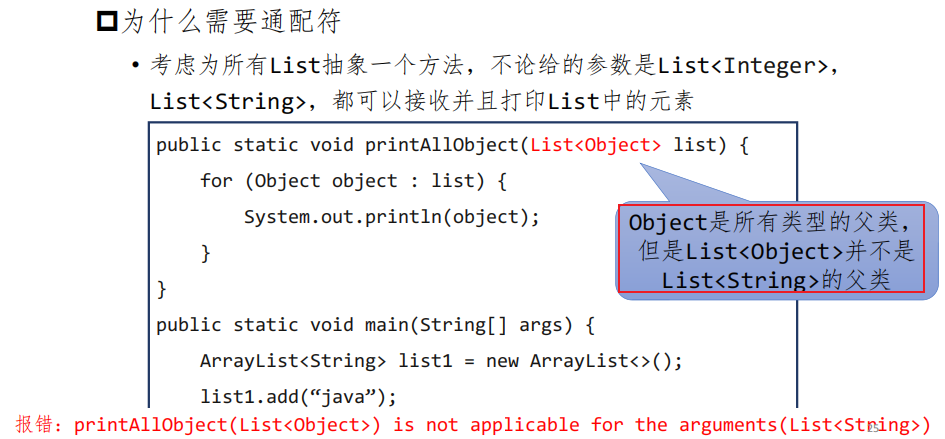 为什么需要通配符
• 考虑为所有List抽象一个方法，不论给的参数是List<Integer>，
List<String>，都可以接收并且打印List中的元素
public static void printAllObject(List<Object> list) {
for (Object object : list) {
System.out.println(object);
}
}
public static void main(String[] args) {
ArrayList<String> list1 = new ArrayList<>();
list1.add(“java”);
Object是所有类型的父类，
但是List<Object>并不是
List<String>的父类
报错：printAllObject(List<Object>) is not applicable for the arguments(List<String>)
25